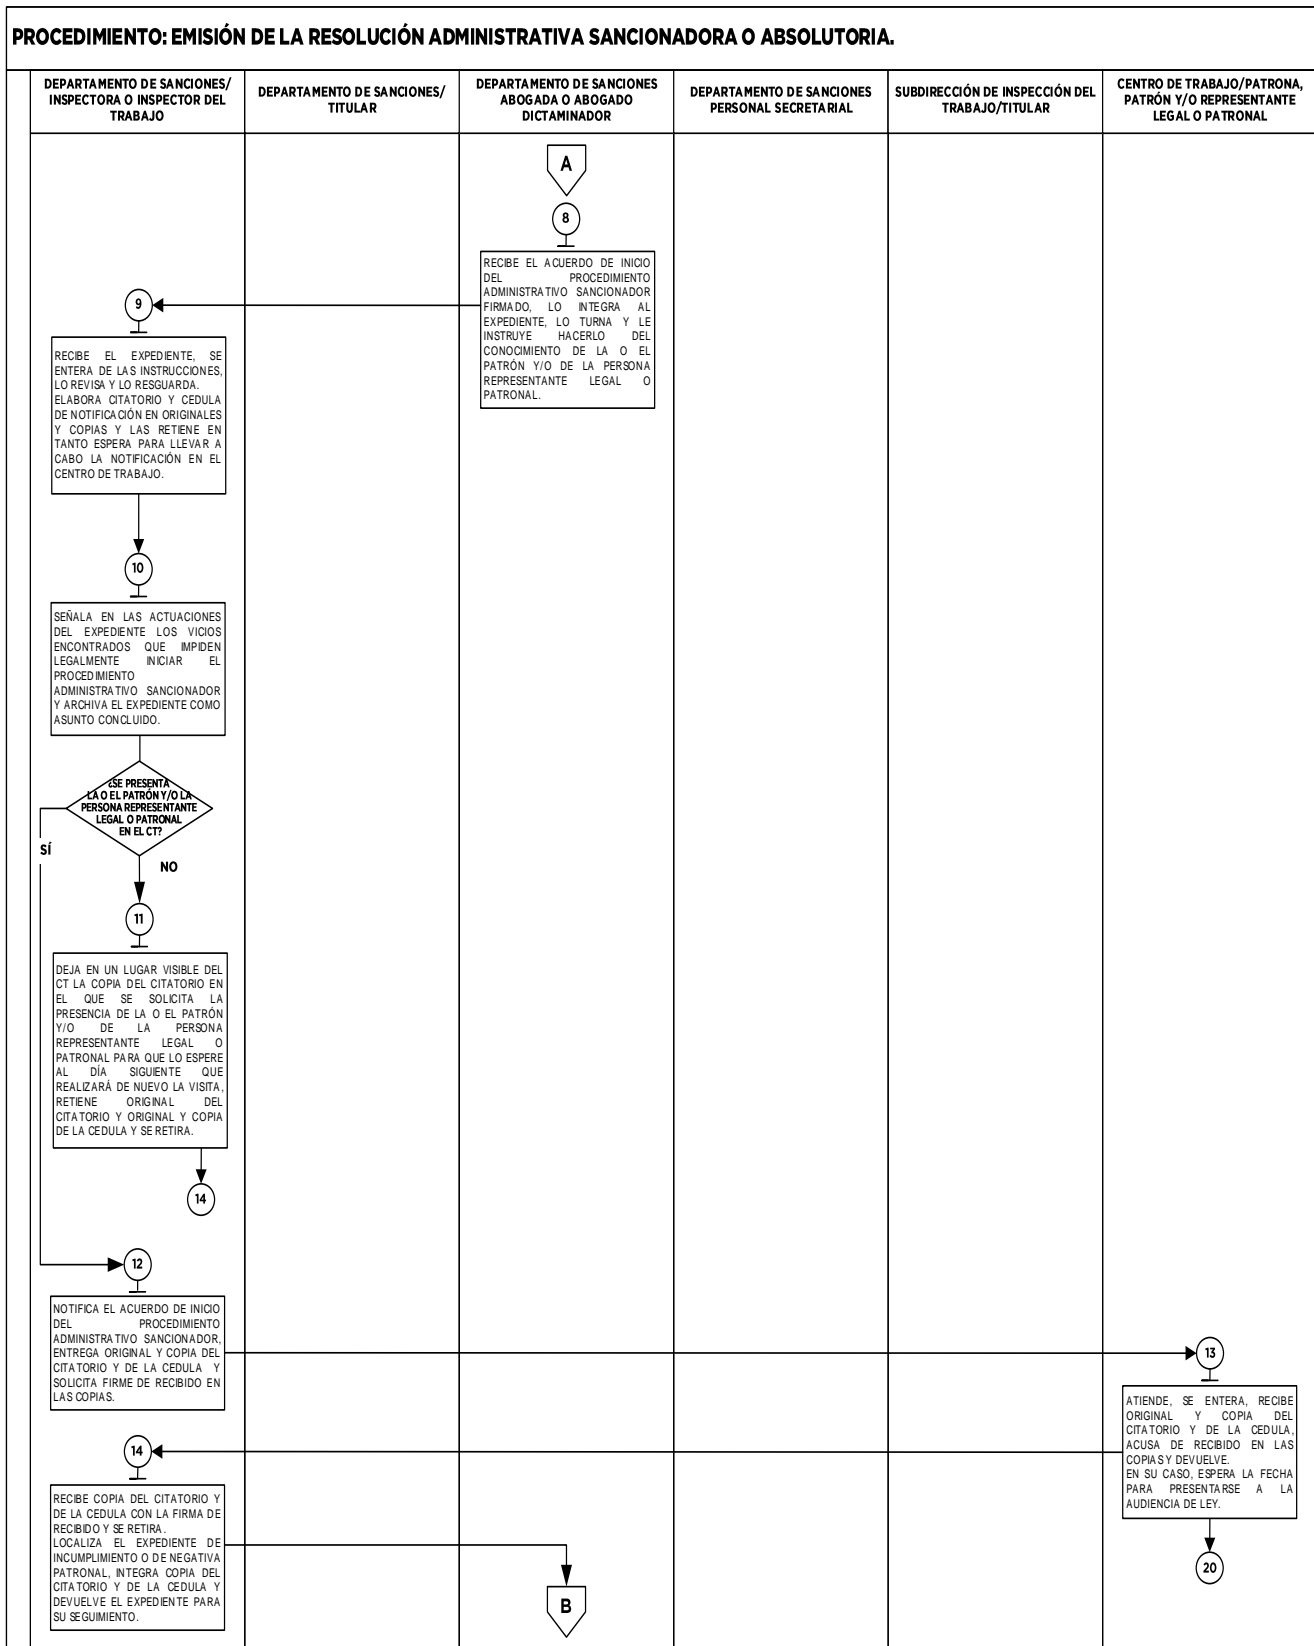 PROCEDIMIENTO: EMISIÓN DE LA RESOLUCIÓN ADMINISTRATIVA SANCIONADORA O ABSOLUTORIA.
DEPARTAMENTO DE SANCIONES/
INSPECTORA O INSPECTOR DEL
TRABAJO
DEPARTAMENTO DE SANCIONES/
TITULAR
DEPARTAMENTO DE SANCIONES
ABOGADA O ABOGADO
DICTAMINADOR
DEPARTAMENTO DE SANCIONES
PERSONAL SECRETARIAL
SUBDIRECCIÓN DE INSPECCIÓN DEL
TRABAJO/TITULAR
CENTRO DE TRABAJO/PATRONA,
PATRÓN Y/O REPRESENTANTE
LEGAL O PATRONAL
A
8
RECIBE EL ACUERDO DE INICIO
DEL PROCEDIMIENTO
ADMINISTRATIVO SANCIONADOR
FIRMADO, LO INTEGRA AL
EXPEDIENTE, LO TURNA Y LE
INSTRUYE HACERLO DEL
CONOCIMIENTO DE LA O EL
PATRÓN Y/O DE LA PERSONA
REPRESENTANTE LEGAL O
PATRONAL.
9
RECIBE EL EXPEDIENTE, SE
ENTERA DE LAS INSTRUCCIONES,
LO REVISA Y LO RESGUARDA.
ELABORA CITATORIO Y CEDULA
DE NOTIFICACIÓN EN ORIGINALES
Y COPIAS Y LAS RETIENE EN
TANTO ESPERA PARA LLEVAR A
CABO LA NOTIFICACIÓN EN EL
CENTRO DE TRABAJO.
10
SEÑALA EN LAS ACTUACIONES
DEL EXPEDIENTE LOS VICIOS
ENCONTRADOS QUE IMPIDEN
LEGALMENTE INICIAR EL
PROCEDIMIENTO
ADMINISTRATIVO SANCIONADOR
Y ARCHIVA EL EXPEDIENTE COMO
ASUNTO CONCLUIDO.
¿SE PRESENTA
LA O EL PATRÓN Y/O LA
PERSONA REPRESENTANTE
LEGAL O PATRONAL
EN EL CT?
SÍ
NO
11
DEJA EN UN LUGAR VISIBLE DEL
CT LA COPIA DEL CITATORIO EN
EL QUE SE SOLICITA LA
PRESENCIA DE LA O EL PATRÓN
Y/O DE LA PERSONA
REPRESENTANTE LEGAL O
PATRONAL PARA QUE LO ESPERE
AL DÍA SIGUIENTE QUE
REALIZARÁ DE NUEVO LA VISITA,
RETIENE ORIGINAL DEL
CITATORIO Y ORIGINAL Y COPIA
DE LA CEDULA Y SE RETIRA.
14
12
NOTIFICA EL ACUERDO DE INICIO
DEL PROCEDIMIENTO
ADMINISTRATIVO SANCIONADOR,
ENTREGA ORIGINAL Y COPIA DEL
CITATORIO Y DE LA CEDULA Y
SOLICITA FIRME DE RECIBIDO EN
LAS COPIAS.
13
ATIENDE, SE ENTERA, RECIBE
ORIGINAL Y COPIA DEL
CITATORIO Y DE LA CEDULA,
ACUSA DE RECIBIDO EN LAS
COPIAS Y DEVUELVE.
EN SU CASO, ESPERA LA FECHA
PARA PRESENTARSE A LA
AUDIENCIA DE LEY.
20
14
RECIBE COPIA DEL CITATORIO Y
DE LA CEDULA CON LA FIRMA DE
RECIBIDO Y SE RETIRA.
LOCALIZA EL EXPEDIENTE DE
INCUMPLIMIENTO O DE NEGATIVA
PATRONAL, INTEGRA COPIA DEL
CITATORIO Y DE LA CEDULA Y
DEVUELVE EL EXPEDIENTE PARA
SU SEGUIMIENTO.
B